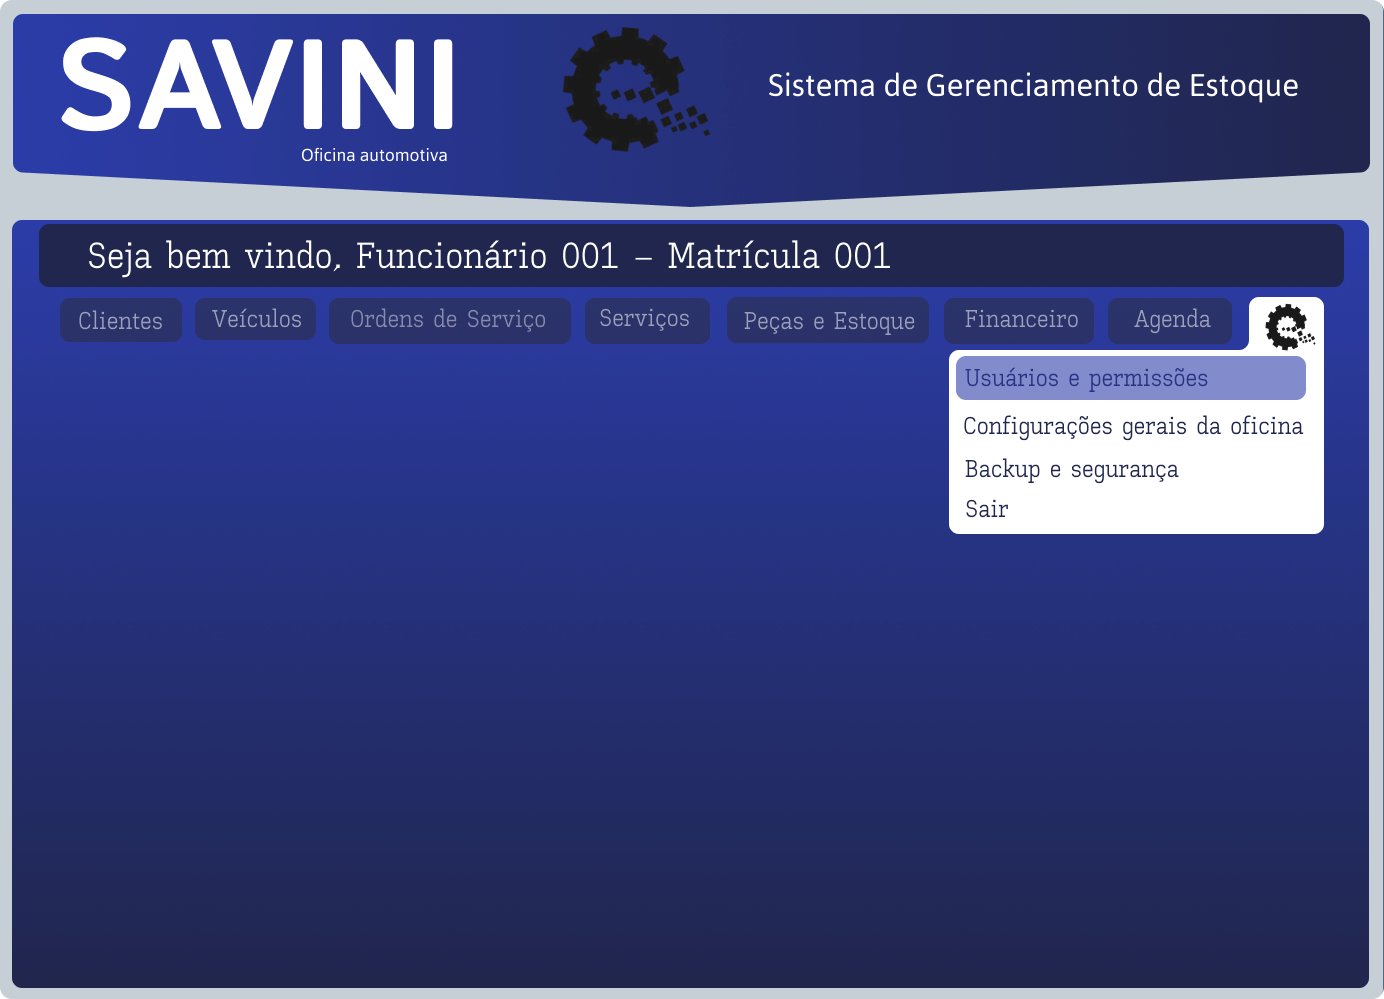 SAVINI
Oficina automotiva
Sistema de Gerenciamento de Estoque
Seja bem vindo, Funcionário 001 – Matrícula 001
Clientes
Veículos
Ordens de Serviço
Serviços
Peças e Estoque
Financeiro
Agenda
Usuários e permissões
Configurações gerais da oficina
Backup e segurança
Sair